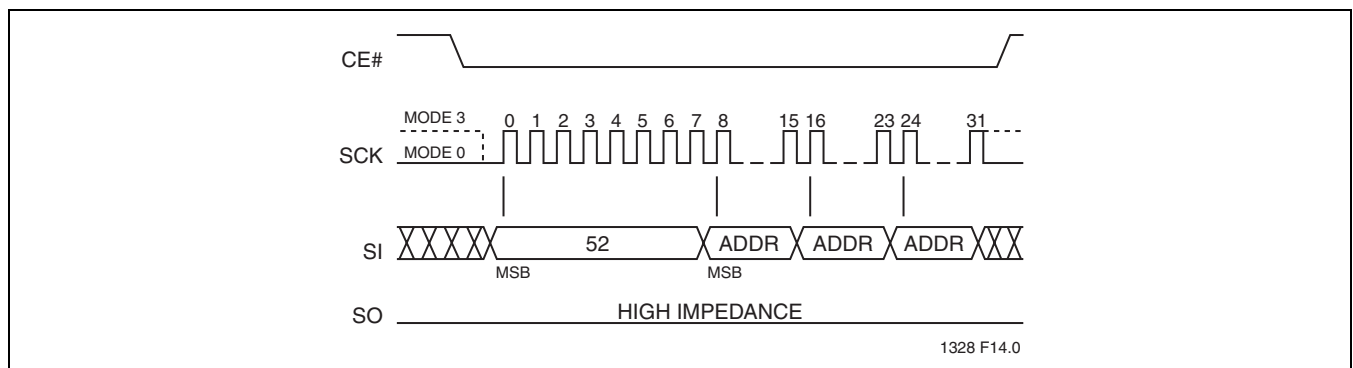 CE#
MODE 3
0 1 2 3 4 5 6 7 8 15 16 23 24 31
SCK
MODE 0
SI
52
ADDR
ADDR
ADDR
MSB
MSB
SO
HIGH IMPEDANCE
1328 F14.0